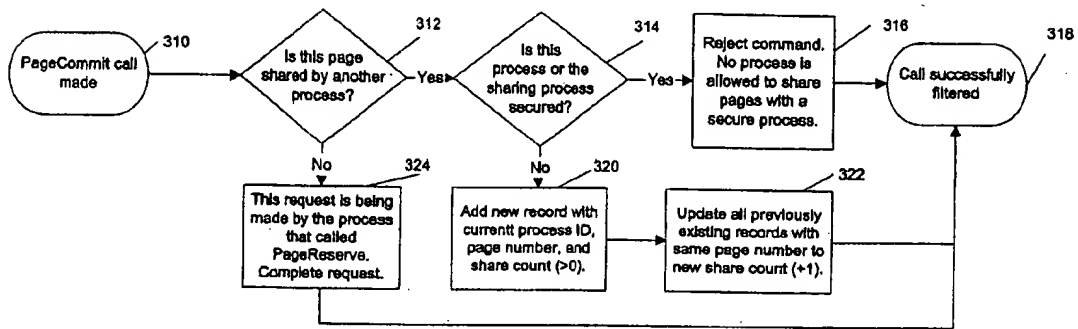 PageCommit call
made
310
Is this page
shared by another
process?
312
Yes
Is this
process or the
sharing process
secured?
314
Yes
Reject command.
No process is
allowed to share
pages with a
secure process.
316
Call successfully
filtered
318
No
324
This request is being
made by the process
that called
PageReserve.
Complete request.
No
320
Add new record with
currentt process ID,
page number, and
share count (>0).
322
Update all previously
existing records with
same page number to
new share count (+1).